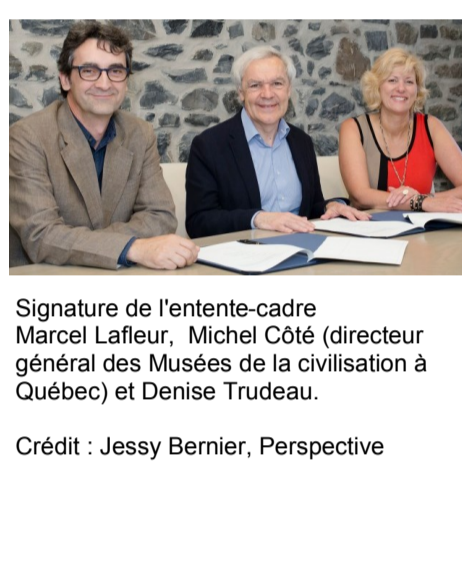 Signature de l'entente-cadre
Marcel Lafleur,  Michel Côté (directeur
général des Musées de la civilisation à
Québec) et Denise Trudeau.
Crédit : Jessy Bernier, Perspective